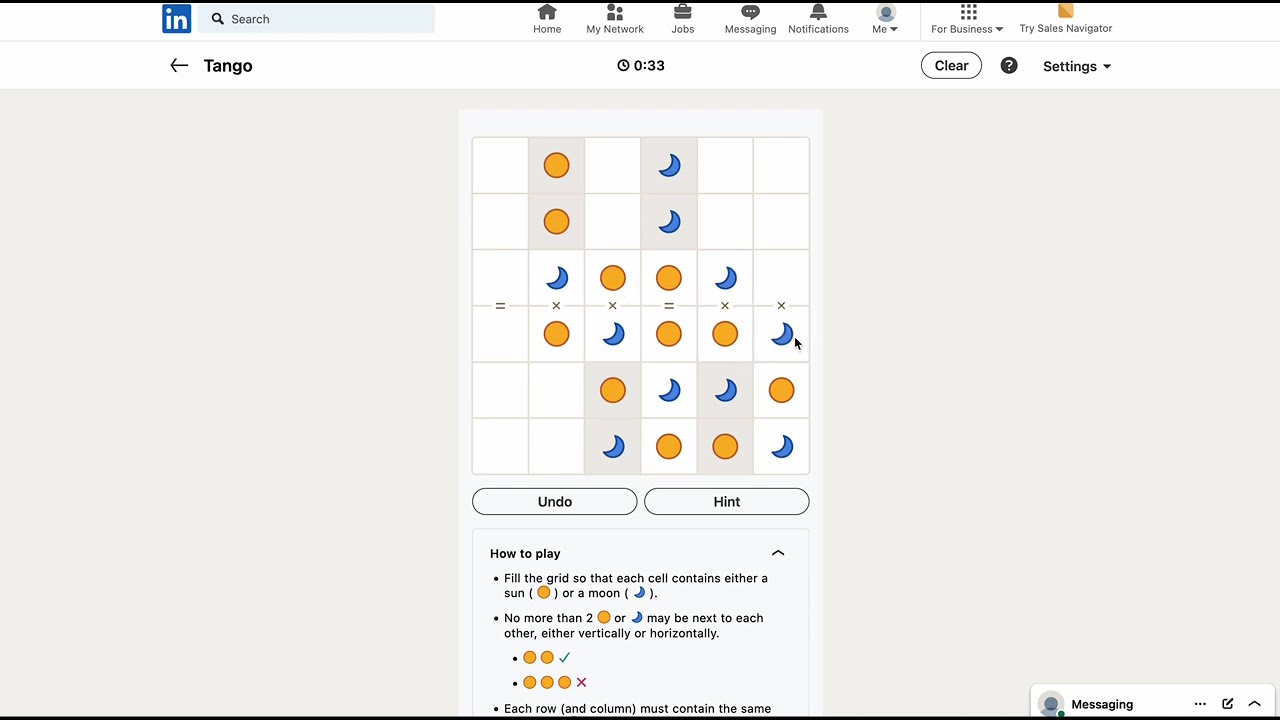 in
Search
Home
My Network
Jobs
Messaging
Notifications
Me
For Business
Try Sales Navigator
Tango
0:33
Clear
?
Settings
= × × = × ×
Undo
Hint
How to play
• Fill the grid so that each cell contains either a
sun ( ) or a moon ( ).
• No more than 2 or may be next to each
other, either vertically or horizontally.
• Each row (and column) must contain the same
Messaging